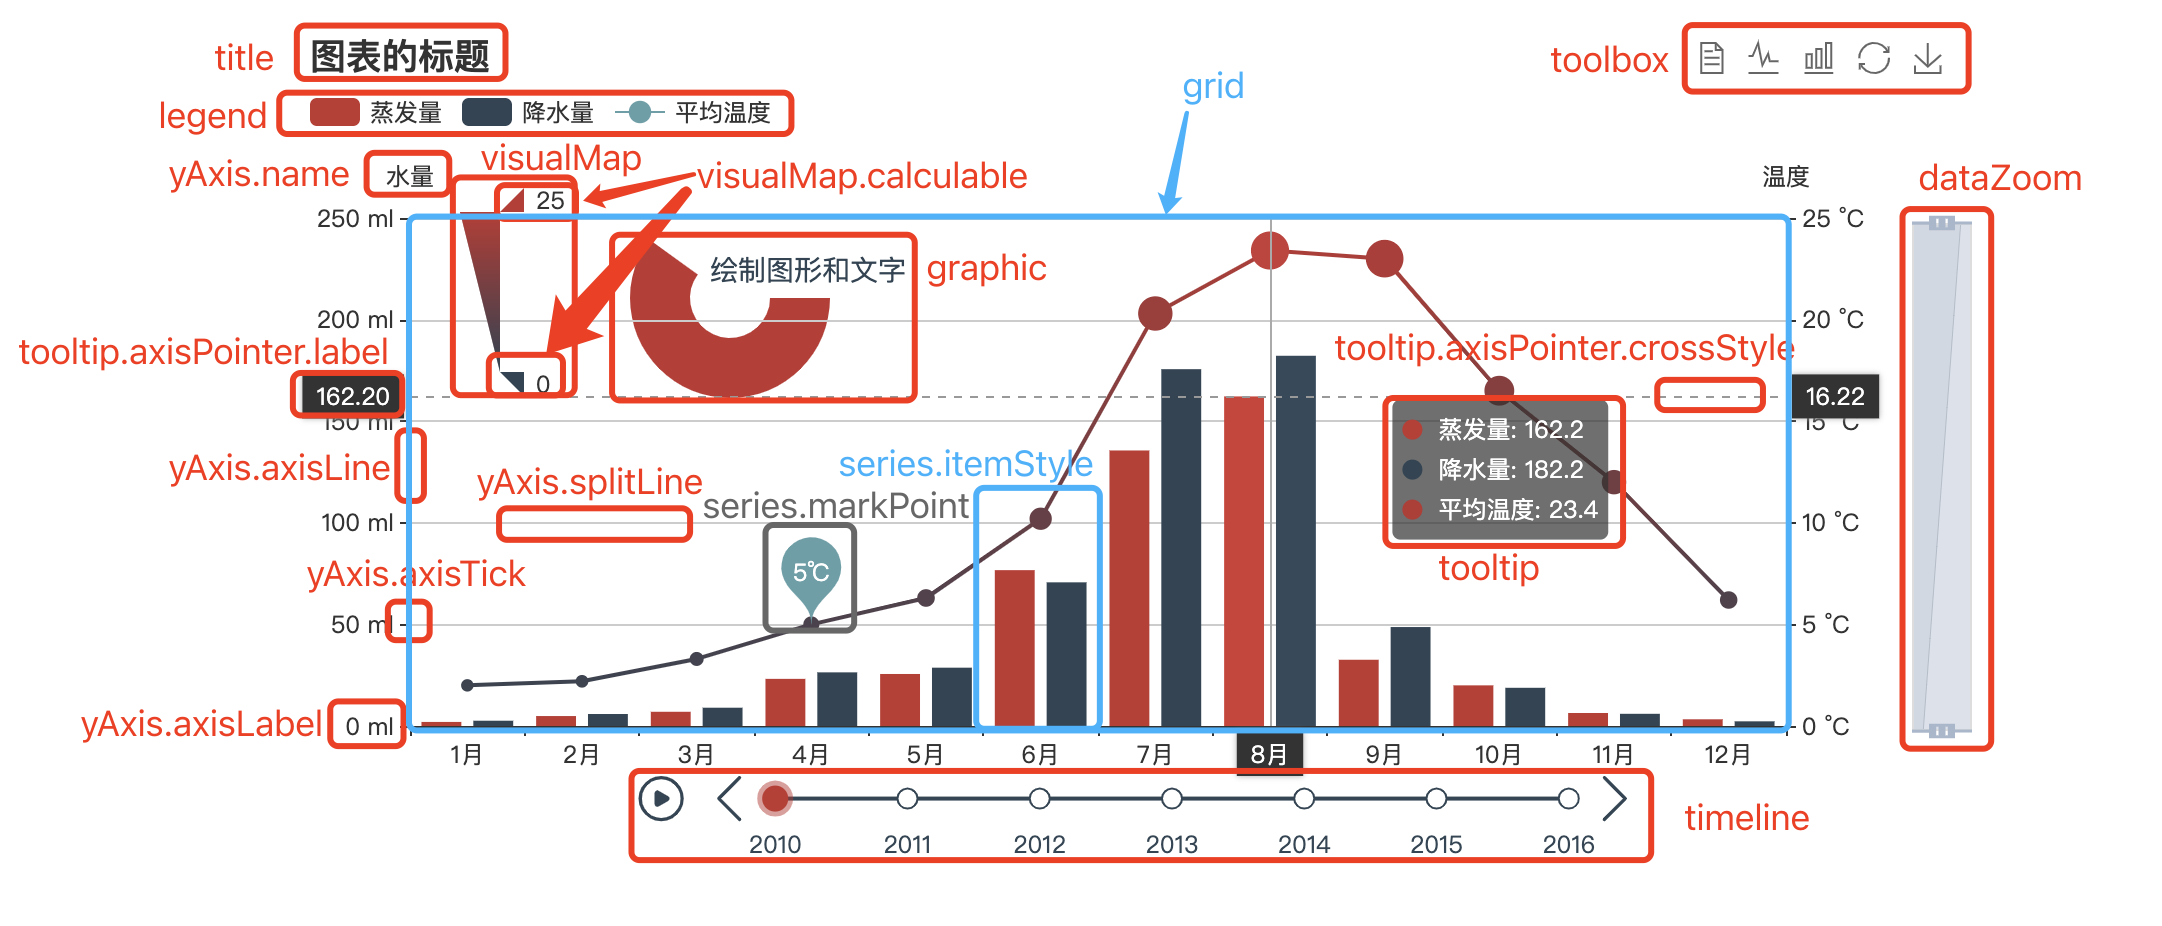 title
图表的标题
toolbox
grid
legend
蒸发量 降水量 平均温度
visualMap
yAxis.name
水量
visualMap.calculable
温度
dataZoom
25
250 ml
25 °C
绘制图形和文字
graphic
200 ml
20 °C
tooltip.axisPointer.label
tooltip.axisPointer.crossStyle
0
162.20
16.22
150 ml
15 °C
蒸发量: 162.2
降水量: 182.2
平均温度: 23.4
yAxis.axisLine
series.itemStyle
yAxis.splitLine
series.markPoint
100 ml
10 °C
yAxis.axisTick
5℃
tooltip
50 ml
5 °C
yAxis.axisLabel
0 ml
0 °C
1月 2月 3月 4月 5月 6月 7月 8月 9月 10月 11月 12月
timeline
2010 2011 2012 2013 2014 2015 2016